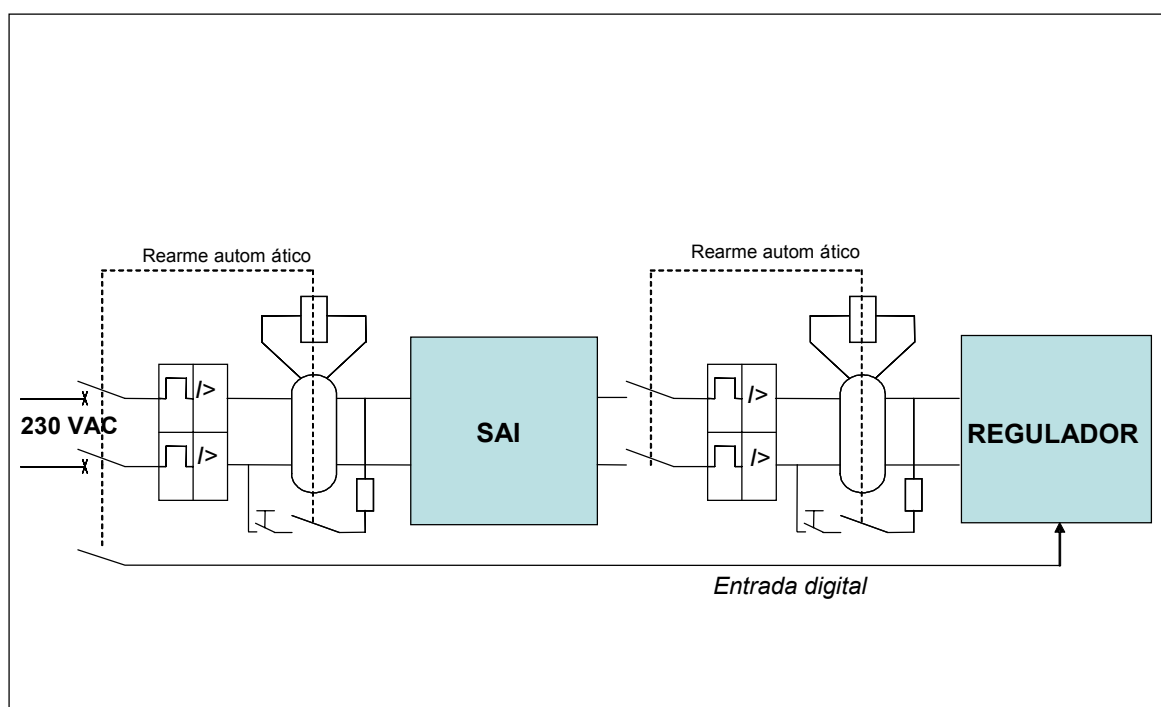 Rearme autom ático
Rearme autom ático
I>
I>
230 VAC
SAI
REGULADOR
I>
I>
Entrada digital